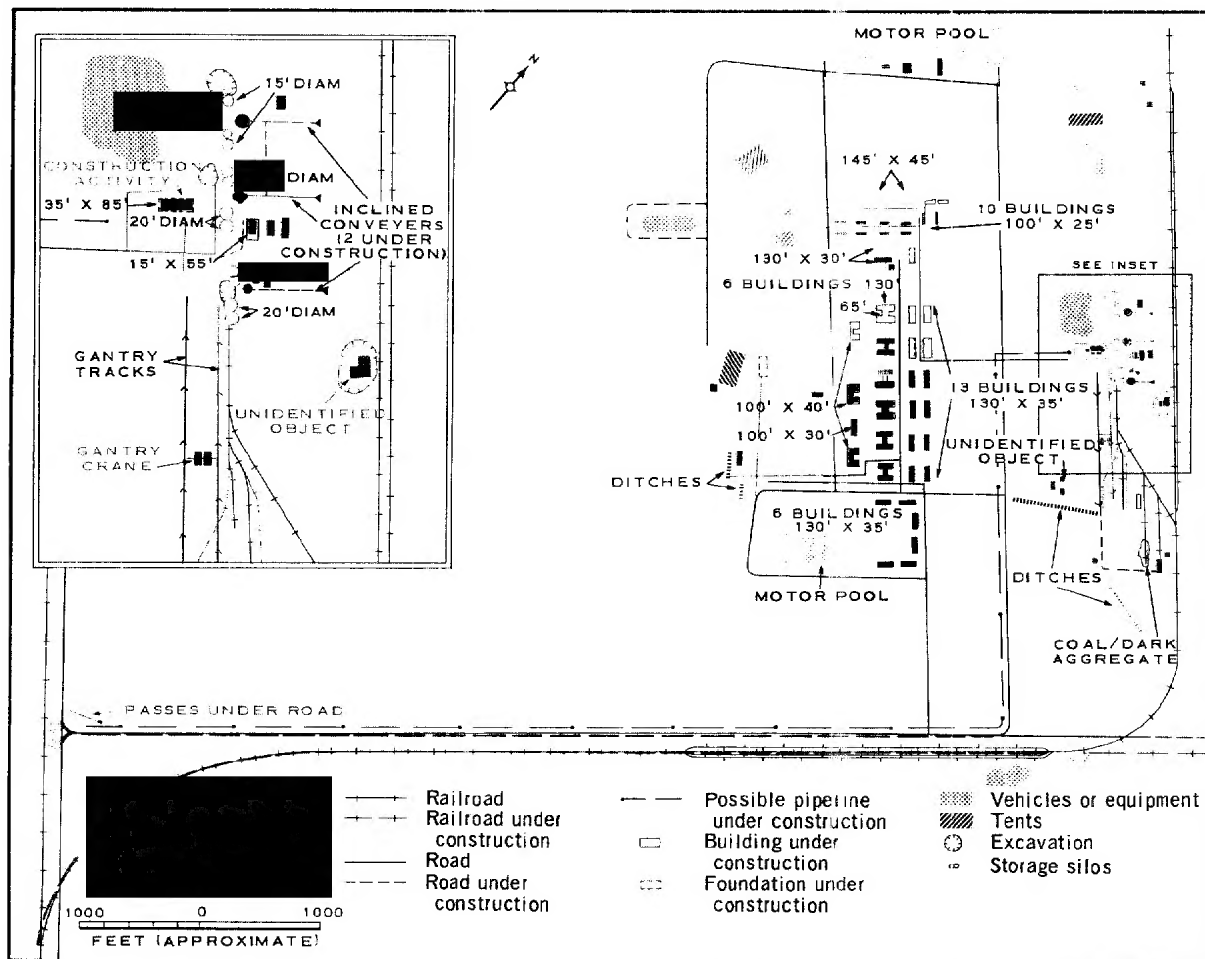 15' DIAM
CONSTRUCTION
ACTIVITY
DIAM
35' X 85'
20' DIAM
15' X 55'
INCLINED
CONVEYERS
(2 UNDER
CONSTRUCTION)
20' DIAM
GANTRY
TRACKS
UNIDENTIFIED
OBJECT
GANTRY
CRANE
N
MOTOR POOL
145' X 45'
10 BUILDINGS
100' X 25'
130' X 30'
6 BUILDINGS 130'
65'
SEE INSET
13 BUILDINGS
130' X 35'
100' X 40'
100' X 30'
UNIDENTIFIED
OBJECT
DITCHES
6 BUILDINGS
130' X 35'
MOTOR POOL
DITCHES
COAL/DARK
AGGREGATE
PASSES UNDER ROAD
Railroad
Railroad under
construction
Road
Road under
construction
Possible pipeline
under construction
Building under
construction
Foundation under
construction
Vehicles or equipment
Tents
Excavation
Storage silos
1000 0 1000
FEET (APPROXIMATE)